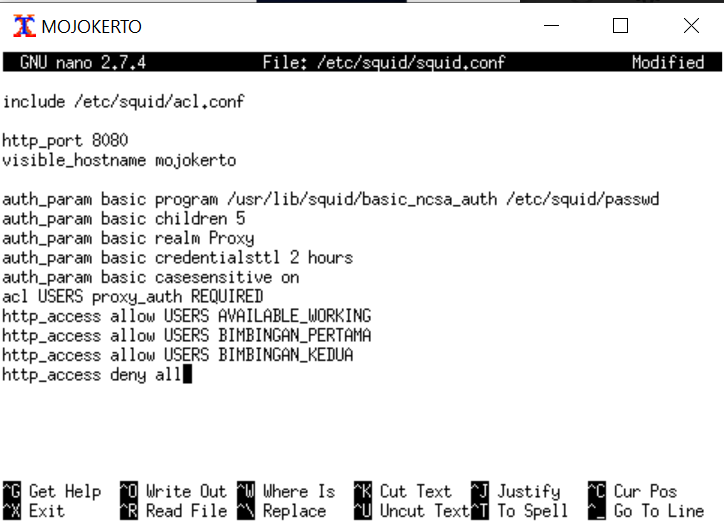 MOJOKERTO
GNU nano 2.7.4 File: /etc/squid/squid.conf Modified
include /etc/squid/acl.conf
http_port 8080
visible_hostname mojokerto
auth_param basic program /usr/lib/squid/basic_ncsa_auth /etc/squid/passwd
auth_param basic children 5
auth_param basic realm Proxy
auth_param basic credentialsttl 2 hours
auth_param basic casesensitive on
acl USERS proxy_auth REQUIRED
http_access allow USERS AVAILABLE_WORKING
http_access allow USERS BIMBINGAN_PERTAMA
http_access allow USERS BIMBINGAN_KEDUA
http_access deny all
^G Get Help ^O Write Out ^W Where Is ^K Cut Text ^J Justify ^C Cur Pos
^X Exit ^R Read File ^\ Replace ^U Uncut Text ^T To Spell ^_ Go To Line